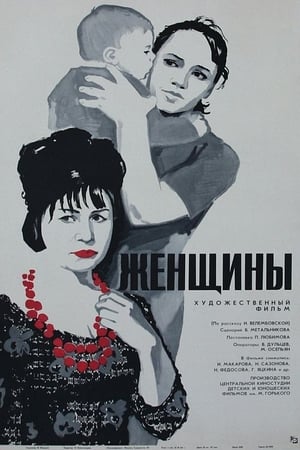 ЖЕНЩИНЫ
ХУДОЖЕСТВЕННЫЙ
ФИЛЬМ
(По рассказу И. ВЕЛЕМБОВСКОЙ)
Сценарий Б. МЕТАЛЬНИКОВА
Постановка П. ЛЮБИМОВА
Операторы: В. ДУЛЬЦЕВ,
М. ОСЕПЬЯН
В фильме снимались:
И. МАКАРОВА, Н. САЗОНОВА,
Н. ФЕДОСОВА, Г. ЯЦКИНА и др.
ПРОИЗВОДСТВО
ЦЕНТРАЛЬНОЙ КИНОСТУДИИ
ДЕТСКИХ И ЮНОШЕСКИХ
ФИЛЬМОВ им. М. ГОРЬКОГО